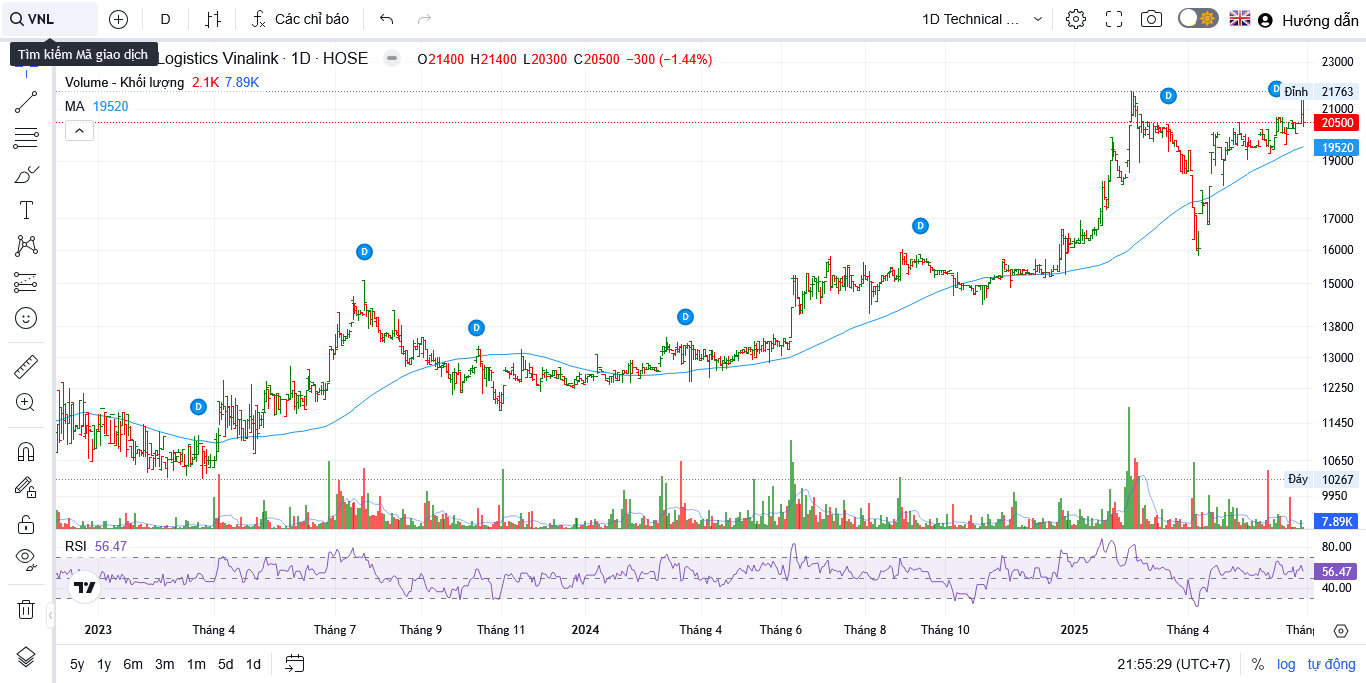 VNL
D
Các chỉ báo
1D Technical ...
Hướng dẫn
Tìm kiếm Mã giao dịch
Logistics Vinalink · 1D · HOSE
O21400 H21400 L20300 C20500 −300 (−1.44%)
Volume - Khối lượng 2.1K 7.89K
MA 19520
D
D
D
D
D
D
D
23000
Đỉnh 21763
21000
20500
19520
19000
17000
16000
15000
13800
13000
12250
11450
10650
Đáy 10267
9950
7.89K
RSI 56.47
80.00
56.47
40.00
2023 Tháng 4 Tháng 7 Tháng 9 Tháng 11 2024 Tháng 4 Tháng 6 Tháng 8 Tháng 10 2025 Tháng 4
5y 1y 6m 3m 1m 5d 1d
21:55:29 (UTC+7) % log tự động